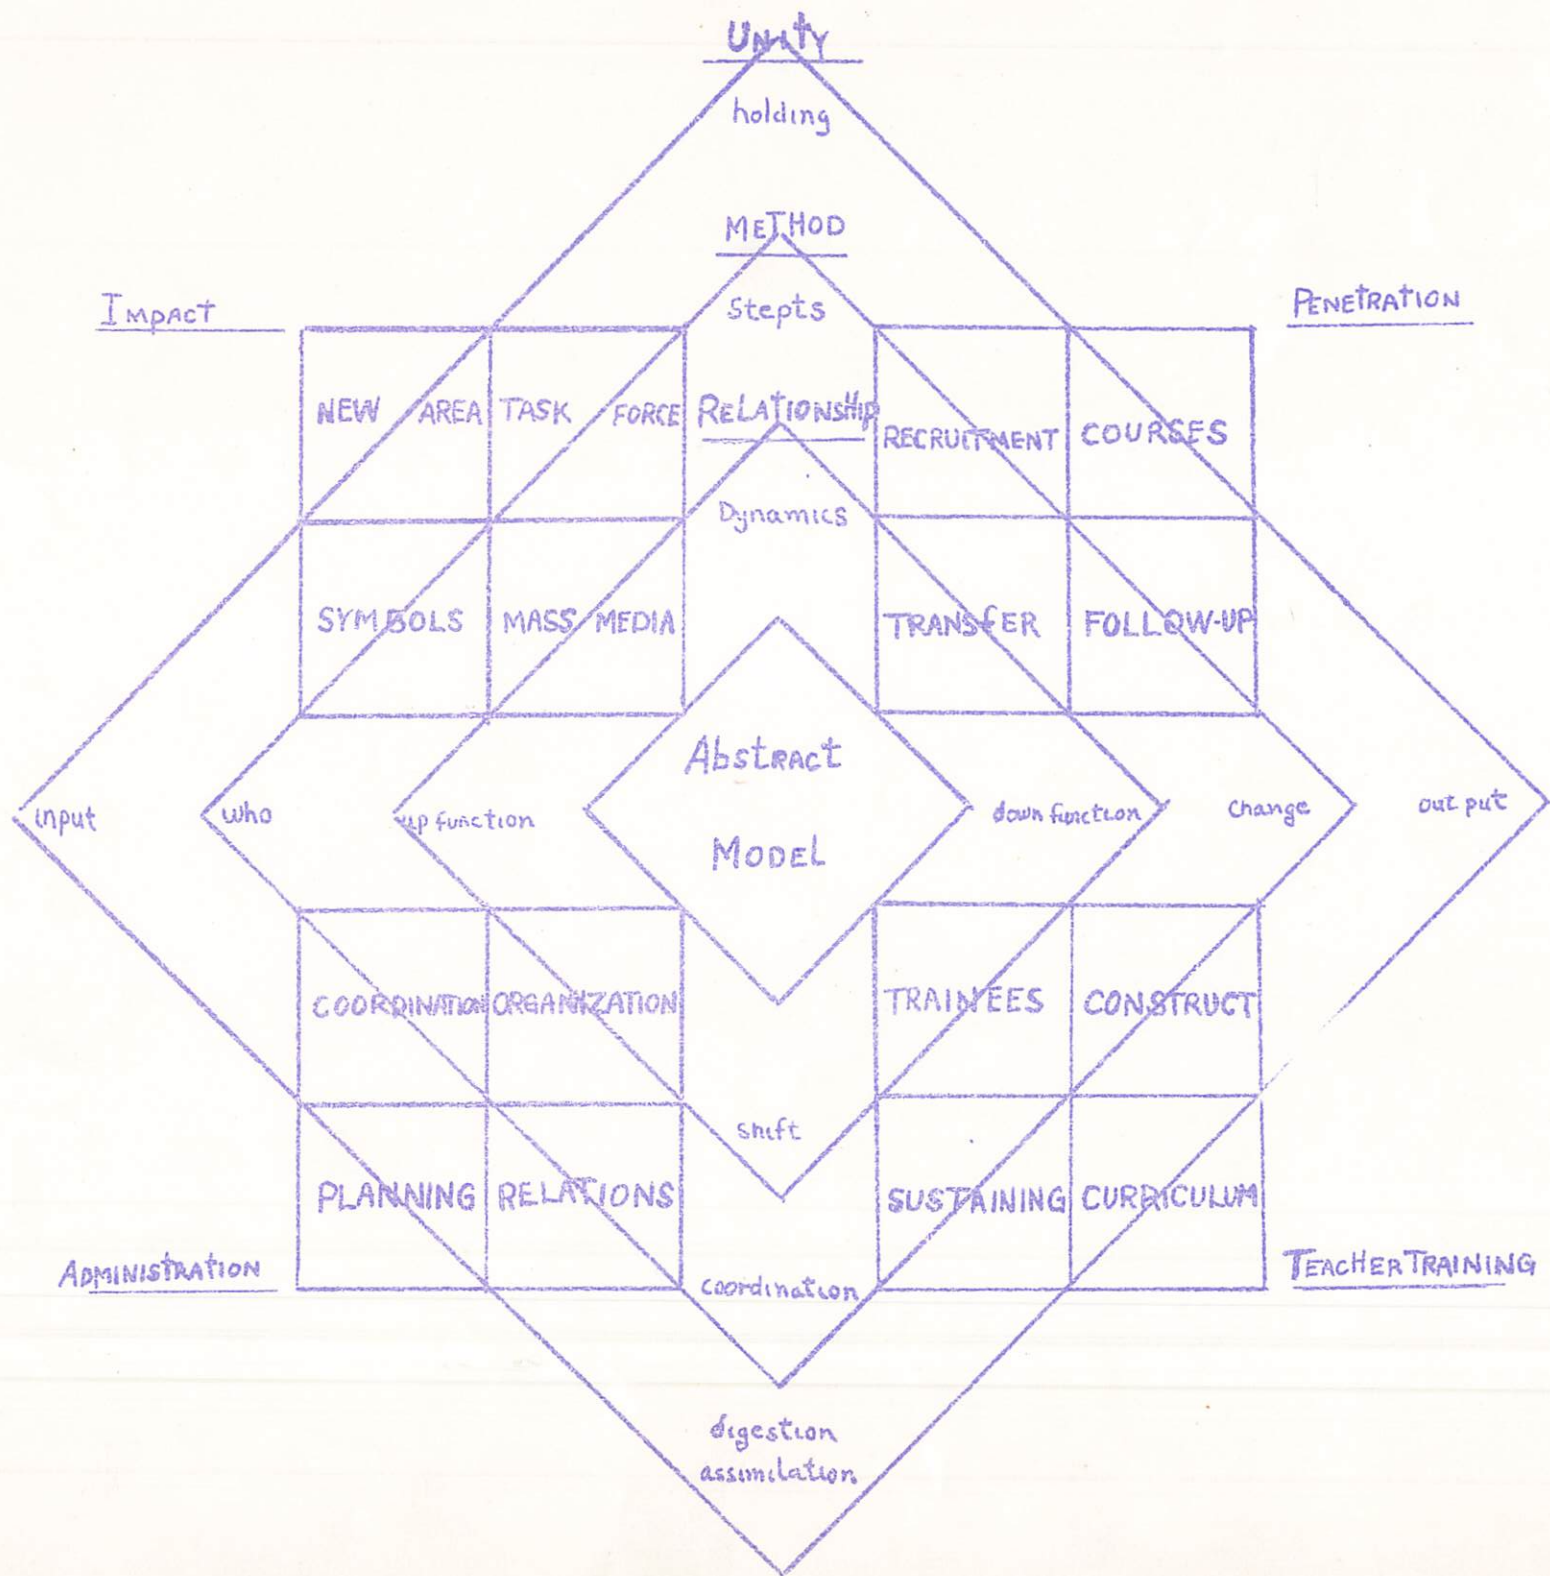 UNITY
holding
METHOD
Stepts
IMPACT
PENETRATION
NEW AREA
TASK FORCE
RELATIONSHIP
RECRUITMENT
COURSES
Dynamics
SYMBOLS
MASS MEDIA
TRANSFER
FOLLOW-UP
Abstract
MODEL
input
who
up function
down function
change
out put
COORDINATION
ORGANIZATION
TRAINEES
CONSTRUCT
shift
PLANNING
RELATIONS
SUSTAINING
CURRICULUM
ADMINISTRATION
TEACHER TRAINING
coordination
digestion
assimilation